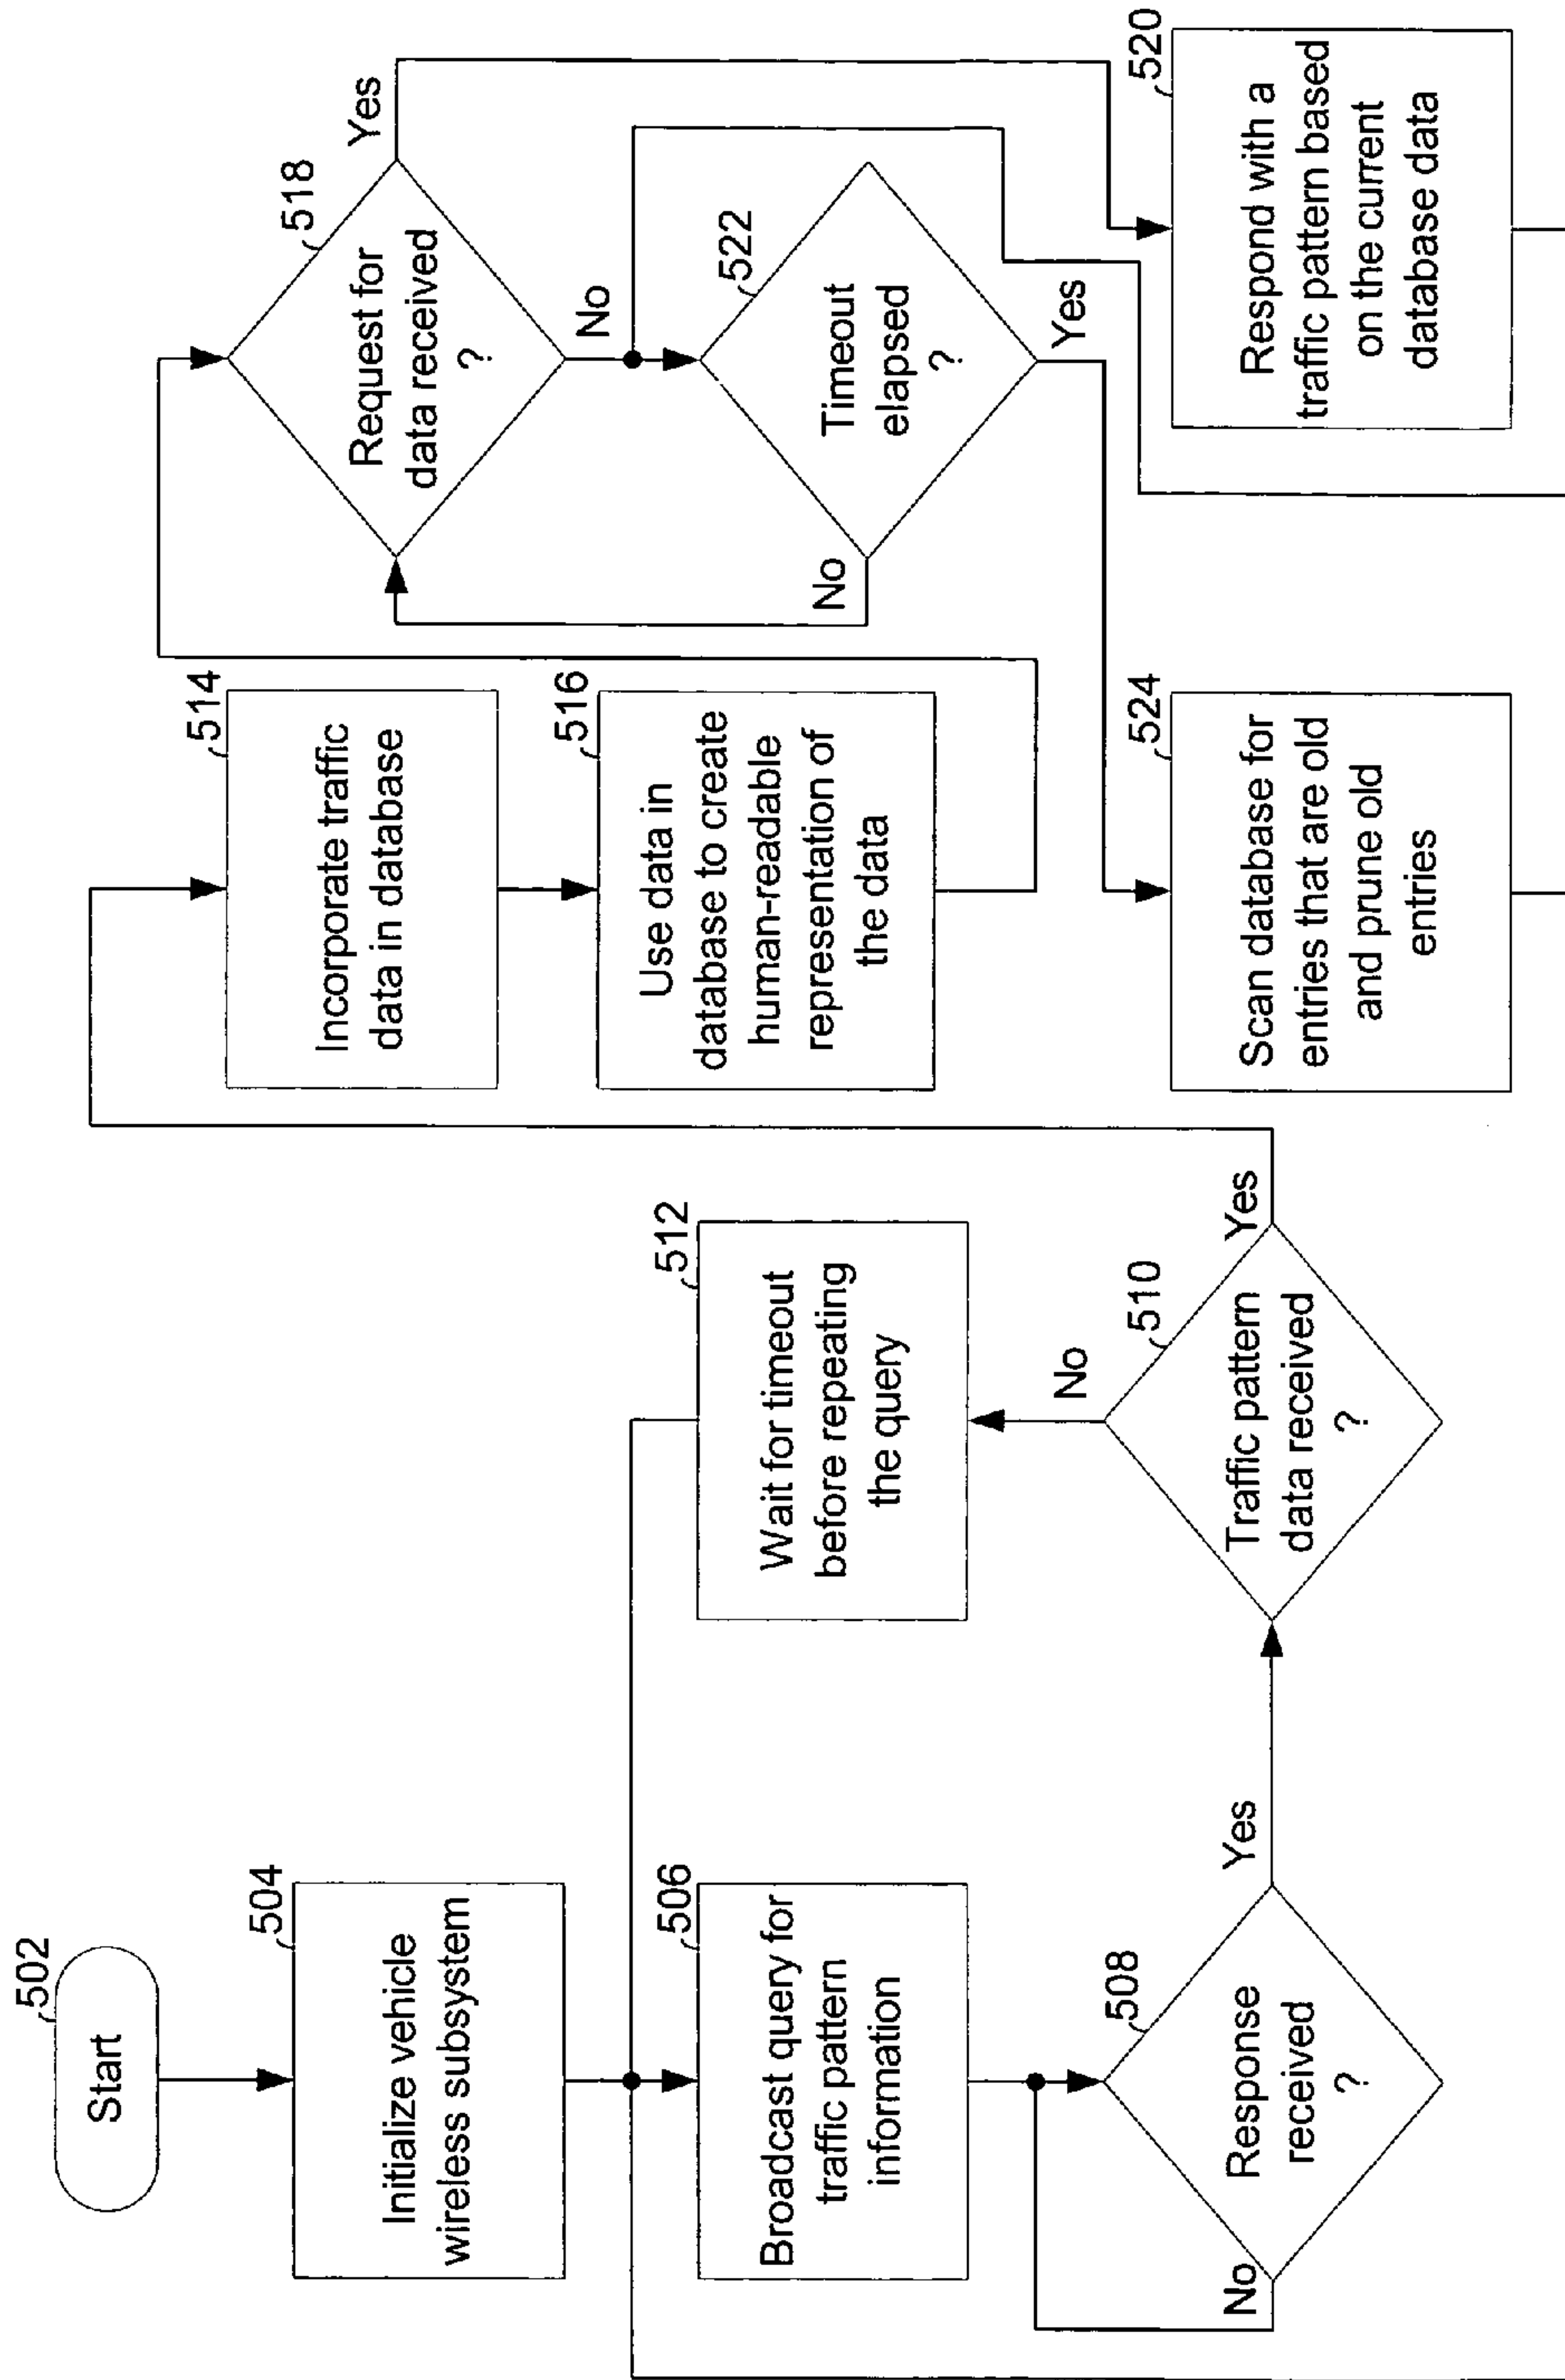 502
Start
504
Initialize vehicle
wireless subsystem
506
Broadcast query for
traffic pattern
information
508
Response
received
?
No
Yes
510
Traffic pattern
data received
?
No
Yes
512
Wait for timeout
before repeating
the query
514
Incorporate traffic
data in database
516
Use data in
database to create
human-readable
representation of
the data
518
Request for
data received
?
Yes
No
522
Timeout
elapsed
?
No
Yes
524
Scan database for
entries that are old
and prune old
entries
520
Respond with a
traffic pattern based
on the current
database data